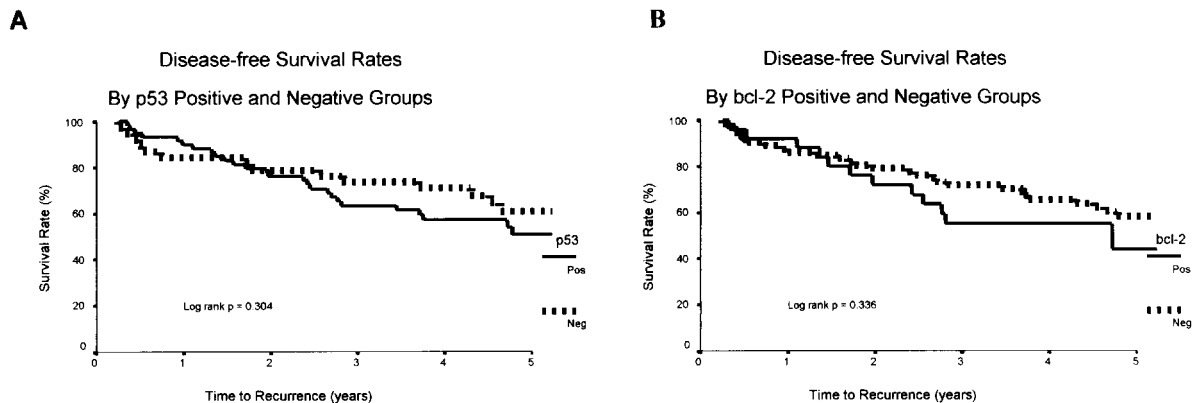 A
Disease-free Survival Rates
By p53 Positive and Negative Groups
100
80
60
40
20
0
Survival Rate (%)
0 1 2 3 4 5
Time to Recurrence (years)
Log rank p = 0.304
p53
Pos
Neg
B
Disease-free Survival Rates
By bcl-2 Positive and Negative Groups
100
80
60
40
20
0
Survival Rate (%)
0 1 2 3 4 5
Time to Recurrence (years)
Log rank p = 0.336
bcl-2
Pos
Neg